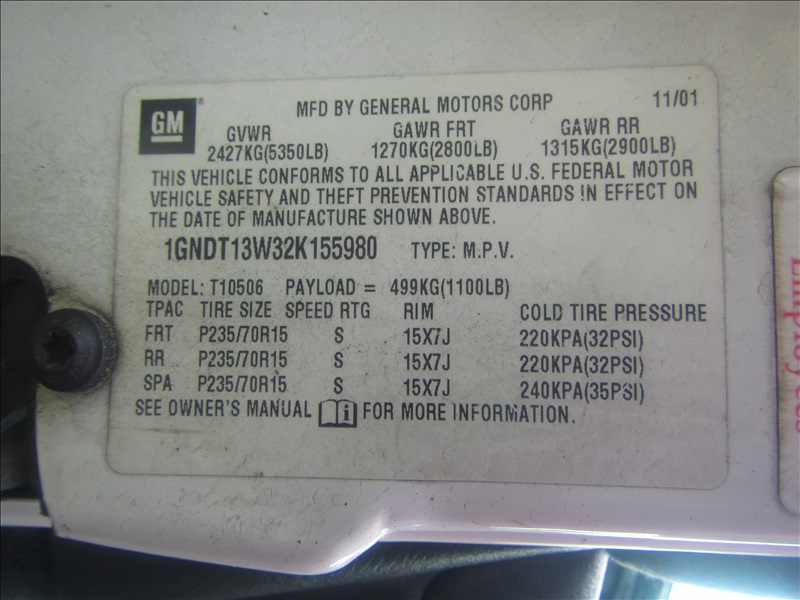 GM
MFD BY GENERAL MOTORS CORP 11/01
GVWR GAWR FRT GAWR RR
2427KG(5350LB) 1270KG(2800LB) 1315KG(2900LB)
THIS VEHICLE CONFORMS TO ALL APPLICABLE U.S. FEDERAL MOTOR
VEHICLE SAFETY AND THEFT PREVENTION STANDARDS IN EFFECT ON
THE DATE OF MANUFACTURE SHOWN ABOVE.
1GNDT13W32K155980 TYPE: M.P.V.
MODEL: T10506 PAYLOAD = 499KG(1100LB)
TPAC TIRE SIZE SPEED RTG RIM COLD TIRE PRESSURE
FRT P235/70R15 S 15X7J 220KPA(32PSI)
RR P235/70R15 S 15X7J 220KPA(32PSI)
SPA P235/70R15 S 15X7J 240KPA(35PSI)
SEE OWNER'S MANUAL i FOR MORE INFORMATION.
Employees